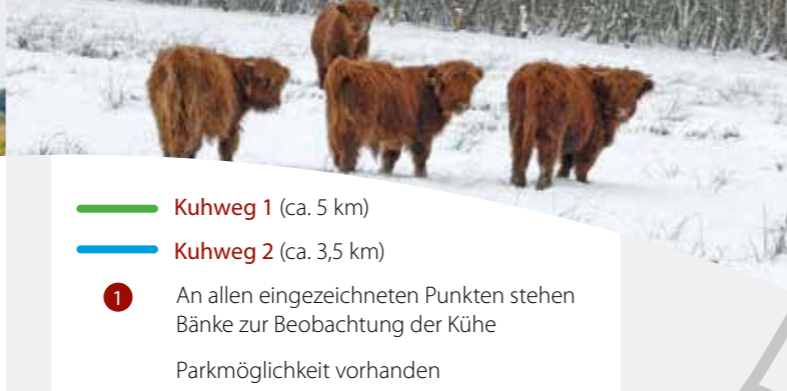 Kuhweg 1 (ca. 5 km)
Kuhweg 2 (ca. 3,5 km)
1 An allen eingezeichneten Punkten stehen
Bänke zur Beobachtung der Kühe
Parkmöglichkeit vorhanden